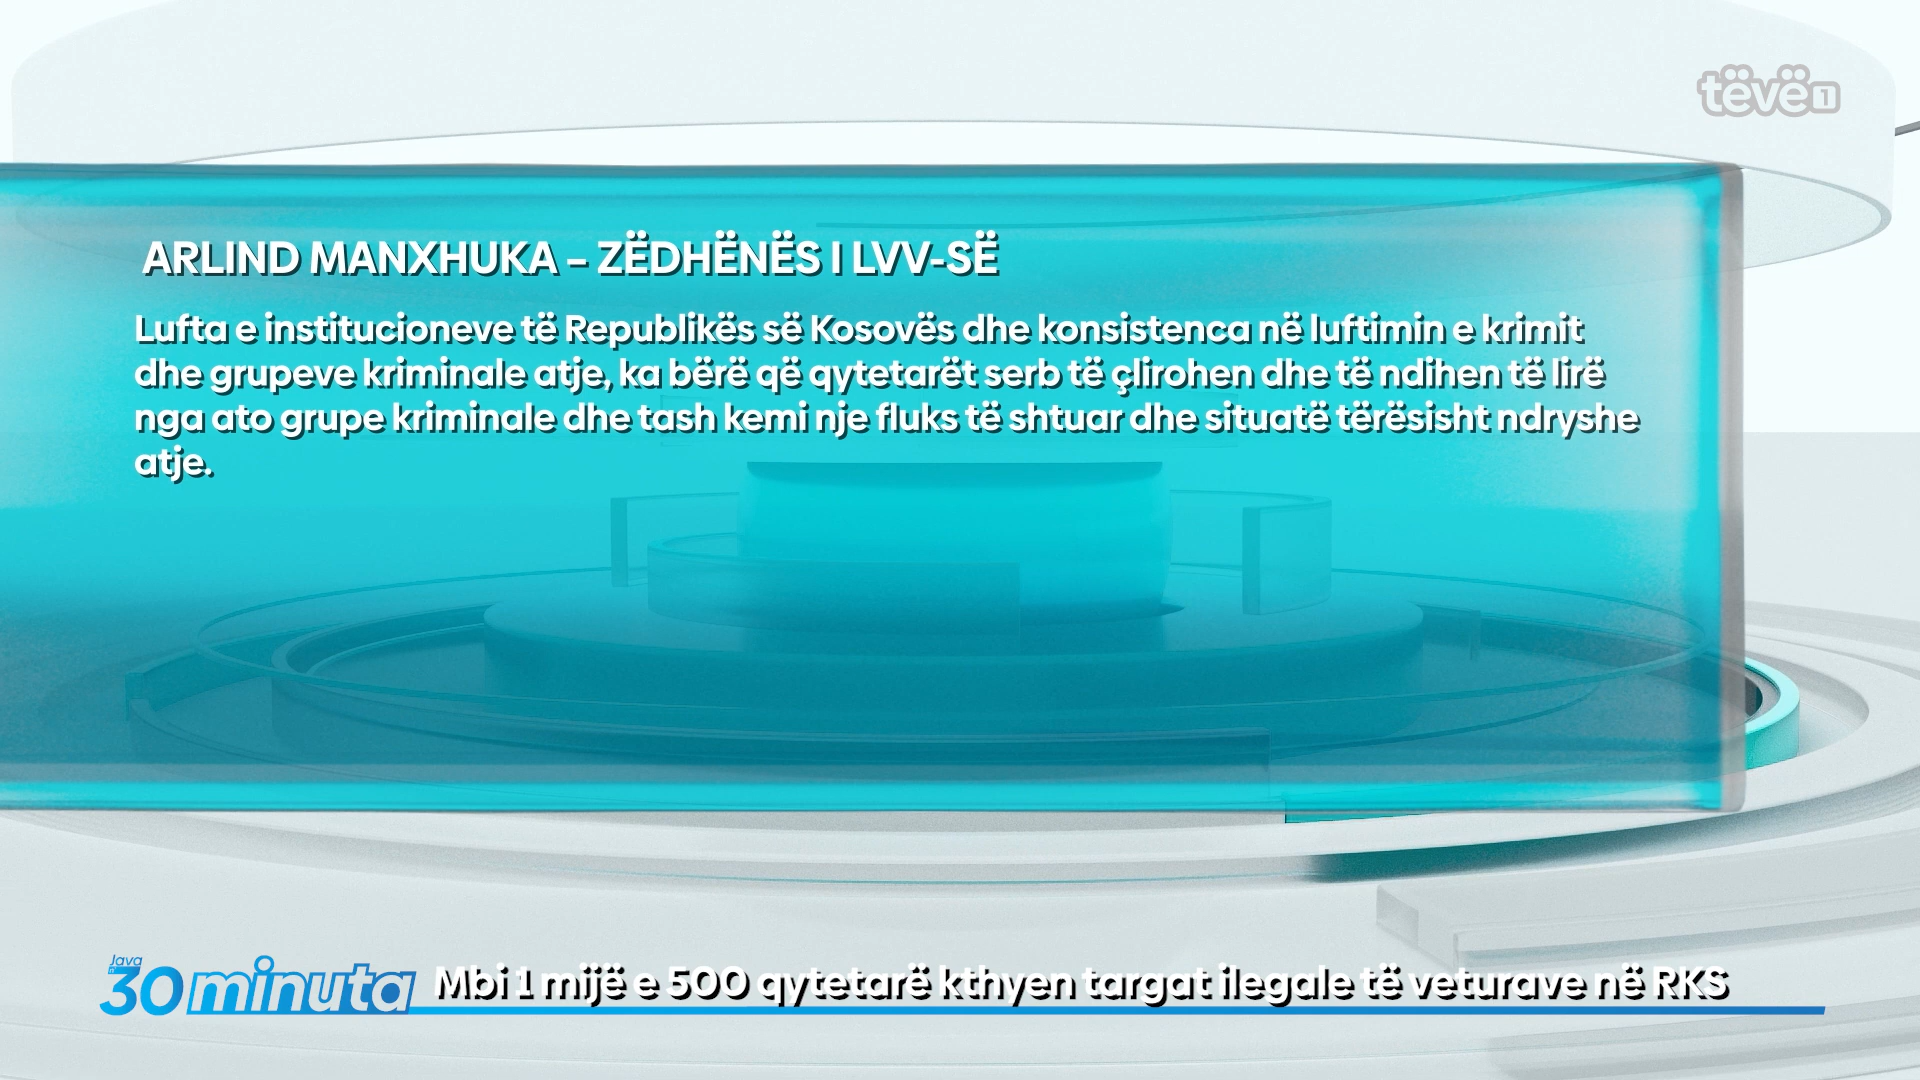 tëvë1
ARLIND MANXHUKA – ZËDHËNËS I LVV-SË
Lufta e institucioneve të Republikës së Kosovës dhe konsistenca në luftimin e krimit
dhe grupeve kriminale atje, ka bërë që qytetarët serb të çlirohen dhe të ndihen të lirë
nga ato grupe kriminale dhe tash kemi nje fluks të shtuar dhe situatë tërësisht ndryshe
atje.
Java
n'30 minuta
Mbi 1 mijë e 500 qytetarë kthyen targat ilegale të veturave në RKS